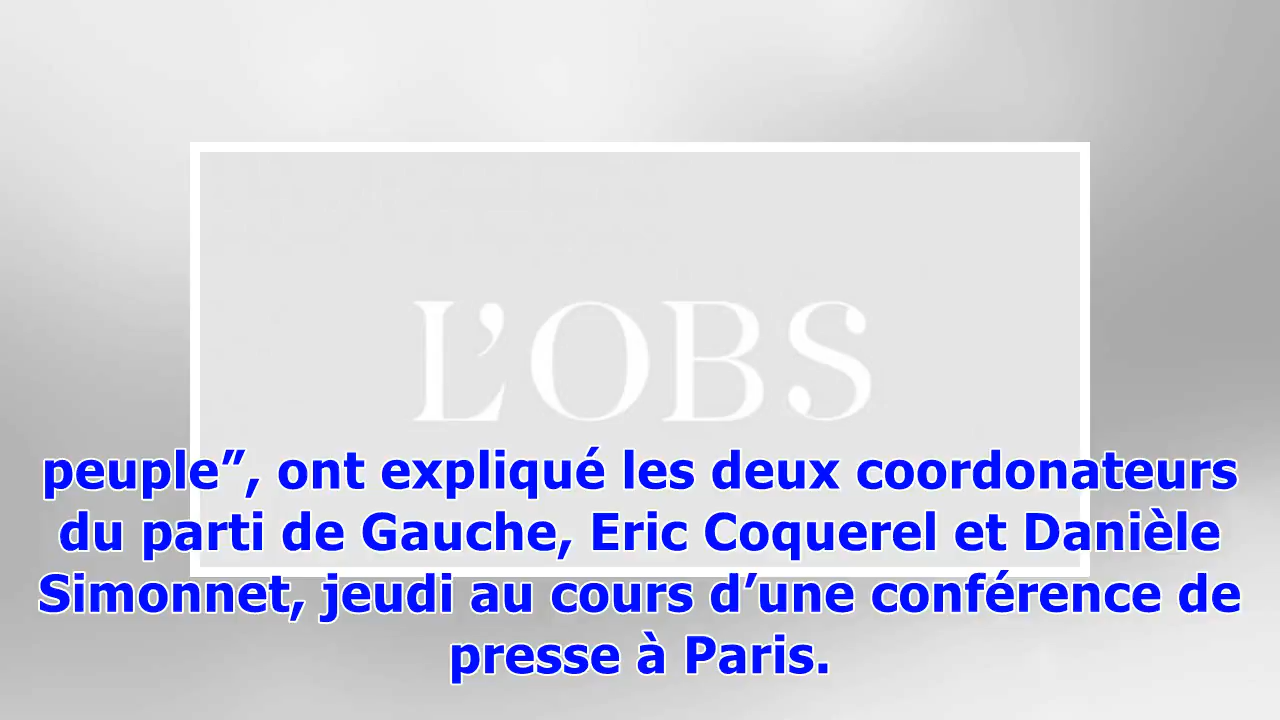 L’OBS
peuple”, ont expliqué les deux coordonateurs
du parti de Gauche, Eric Coquerel et Danièle
Simonnet, jeudi au cours d’une conférence de
presse à Paris.